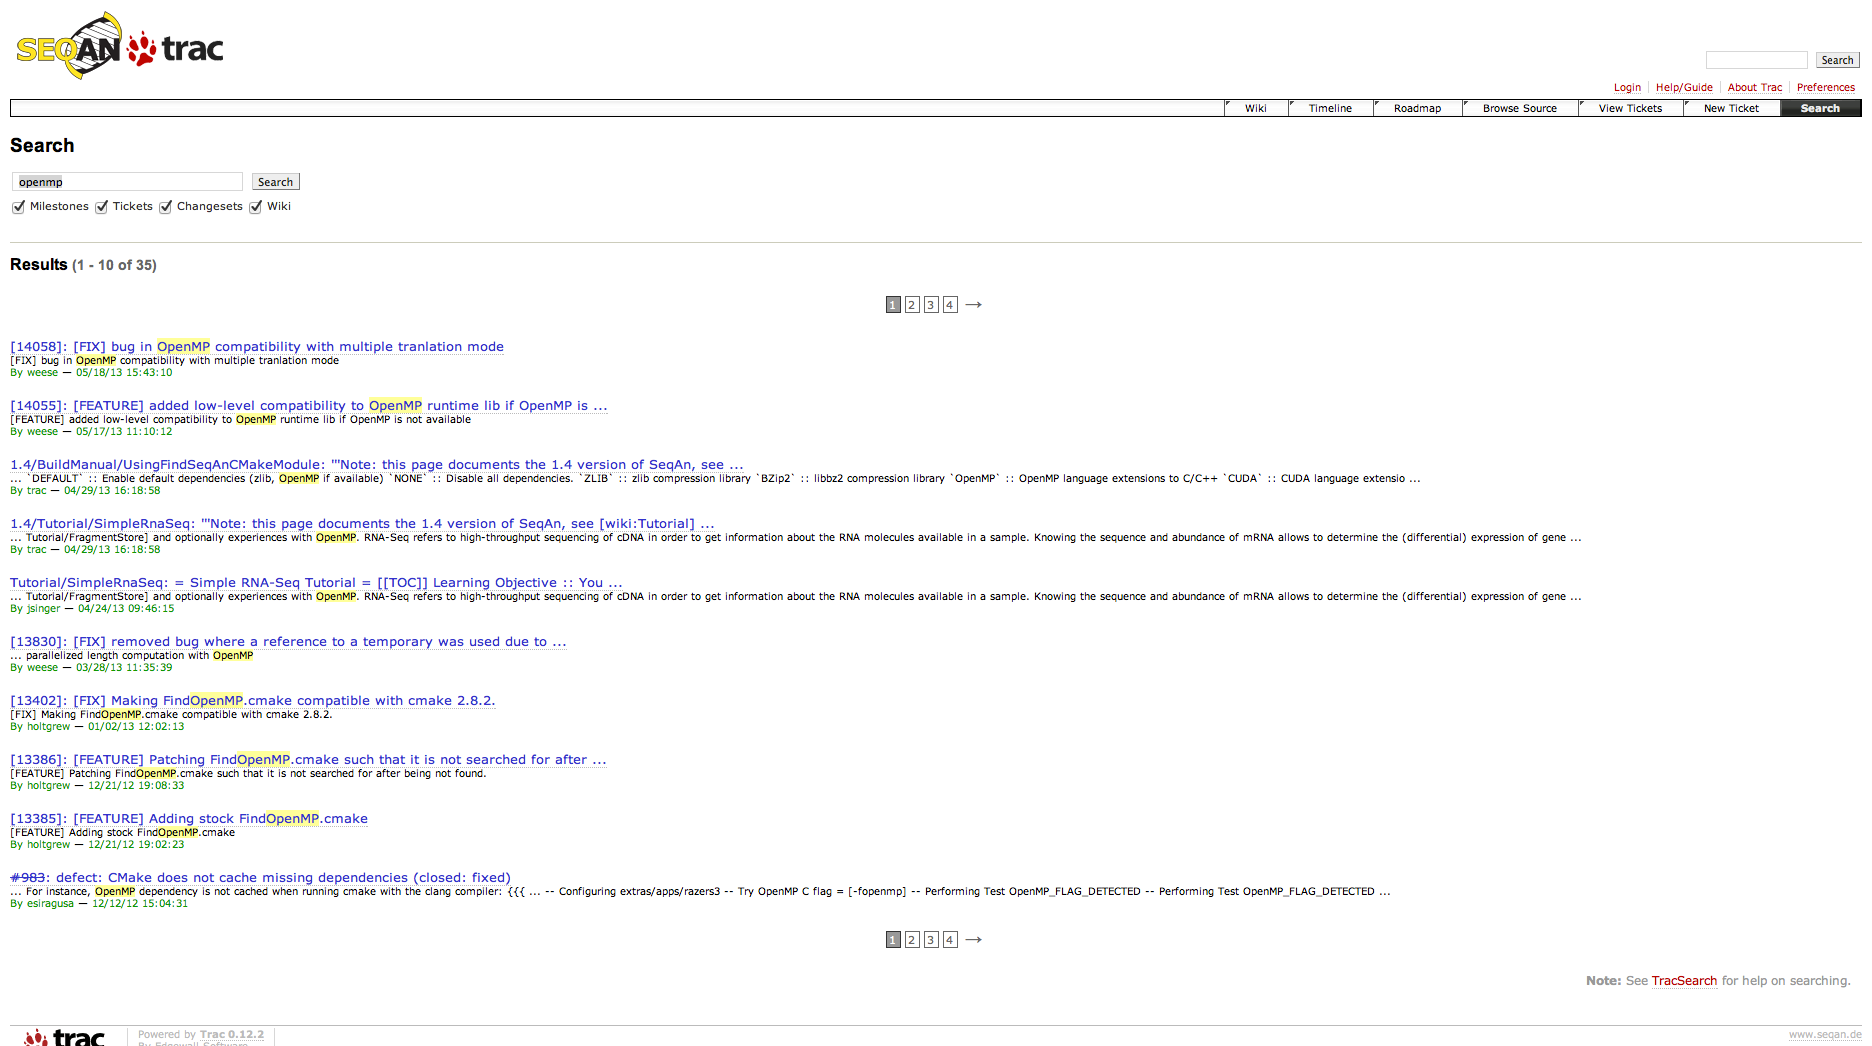 SEQAN trac
Search
Login Help/Guide About Trac Preferences
Wiki Timeline Roadmap Browse Source View Tickets New Ticket Search
Search
openmp Search
Milestones Tickets Changesets Wiki
Results (1 - 10 of 35)
1 2 3 4 →
[14058]: [FIX] bug in OpenMP compatibility with multiple tranlation mode
[FIX] bug in OpenMP compatibility with multiple tranlation mode
By weese — 05/18/13 15:43:10
[14055]: [FEATURE] added low-level compatibility to OpenMP runtime lib if OpenMP is ...
[FEATURE] added low-level compatibility to OpenMP runtime lib if OpenMP is not available
By weese — 05/17/13 11:10:12
1.4/BuildManual/UsingFindSeqAnCMakeModule: '''Note: this page documents the 1.4 version of SeqAn, see ...
... `DEFAULT` :: Enable default dependencies (zlib, OpenMP if available) `NONE` :: Disable all dependencies. `ZLIB` :: zlib compression library `BZip2` :: libbz2 compression library `OpenMP` :: OpenMP language extensions to C/C++ `CUDA` :: CUDA language extensio ...
By trac — 04/29/13 16:18:58
1.4/Tutorial/SimpleRnaSeq: '''Note: this page documents the 1.4 version of SeqAn, see [wiki:Tutorial] ...
... Tutorial/FragmentStore] and optionally experiences with OpenMP. RNA-Seq refers to high-throughput sequencing of cDNA in order to get information about the RNA molecules available in a sample. Knowing the sequence and abundance of mRNA allows to determine the (differential) expression of gene ...
By trac — 04/29/13 16:18:58
Tutorial/SimpleRnaSeq: = Simple RNA-Seq Tutorial = [[TOC]] Learning Objective :: You ...
... Tutorial/FragmentStore] and optionally experiences with OpenMP. RNA-Seq refers to high-throughput sequencing of cDNA in order to get information about the RNA molecules available in a sample. Knowing the sequence and abundance of mRNA allows to determine the (differential) expression of gene ...
By jsinger — 04/24/13 09:46:15
[13830]: [FIX] removed bug where a reference to a temporary was used due to ...
... parallelized length computation with OpenMP
By weese — 03/28/13 11:35:39
[13402]: [FIX] Making FindOpenMP.cmake compatible with cmake 2.8.2.
[FIX] Making FindOpenMP.cmake compatible with cmake 2.8.2.
By holtgrew — 01/02/13 12:02:13
[13386]: [FEATURE] Patching FindOpenMP.cmake such that it is not searched for after ...
[FEATURE] Patching FindOpenMP.cmake such that it is not searched for after being not found.
By holtgrew — 12/21/12 19:08:33
[13385]: [FEATURE] Adding stock FindOpenMP.cmake
[FEATURE] Adding stock FindOpenMP.cmake
By holtgrew — 12/21/12 19:02:23
#983: defect: CMake does not cache missing dependencies (closed: fixed)
... For instance, OpenMP dependency is not cached when running cmake with the clang compiler: {{{ ... -- Configuring extras/apps/razers3 -- Try OpenMP C flag = [-fopenmp] -- Performing Test OpenMP_FLAG_DETECTED -- Performing Test OpenMP_FLAG_DETECTED ...
By esiragusa — 12/12/12 15:04:31
1 2 3 4 →
Note: See TracSearch for help on searching.
trac Powered by Trac 0.12.2 www.seqan.de
By Edgewall Software